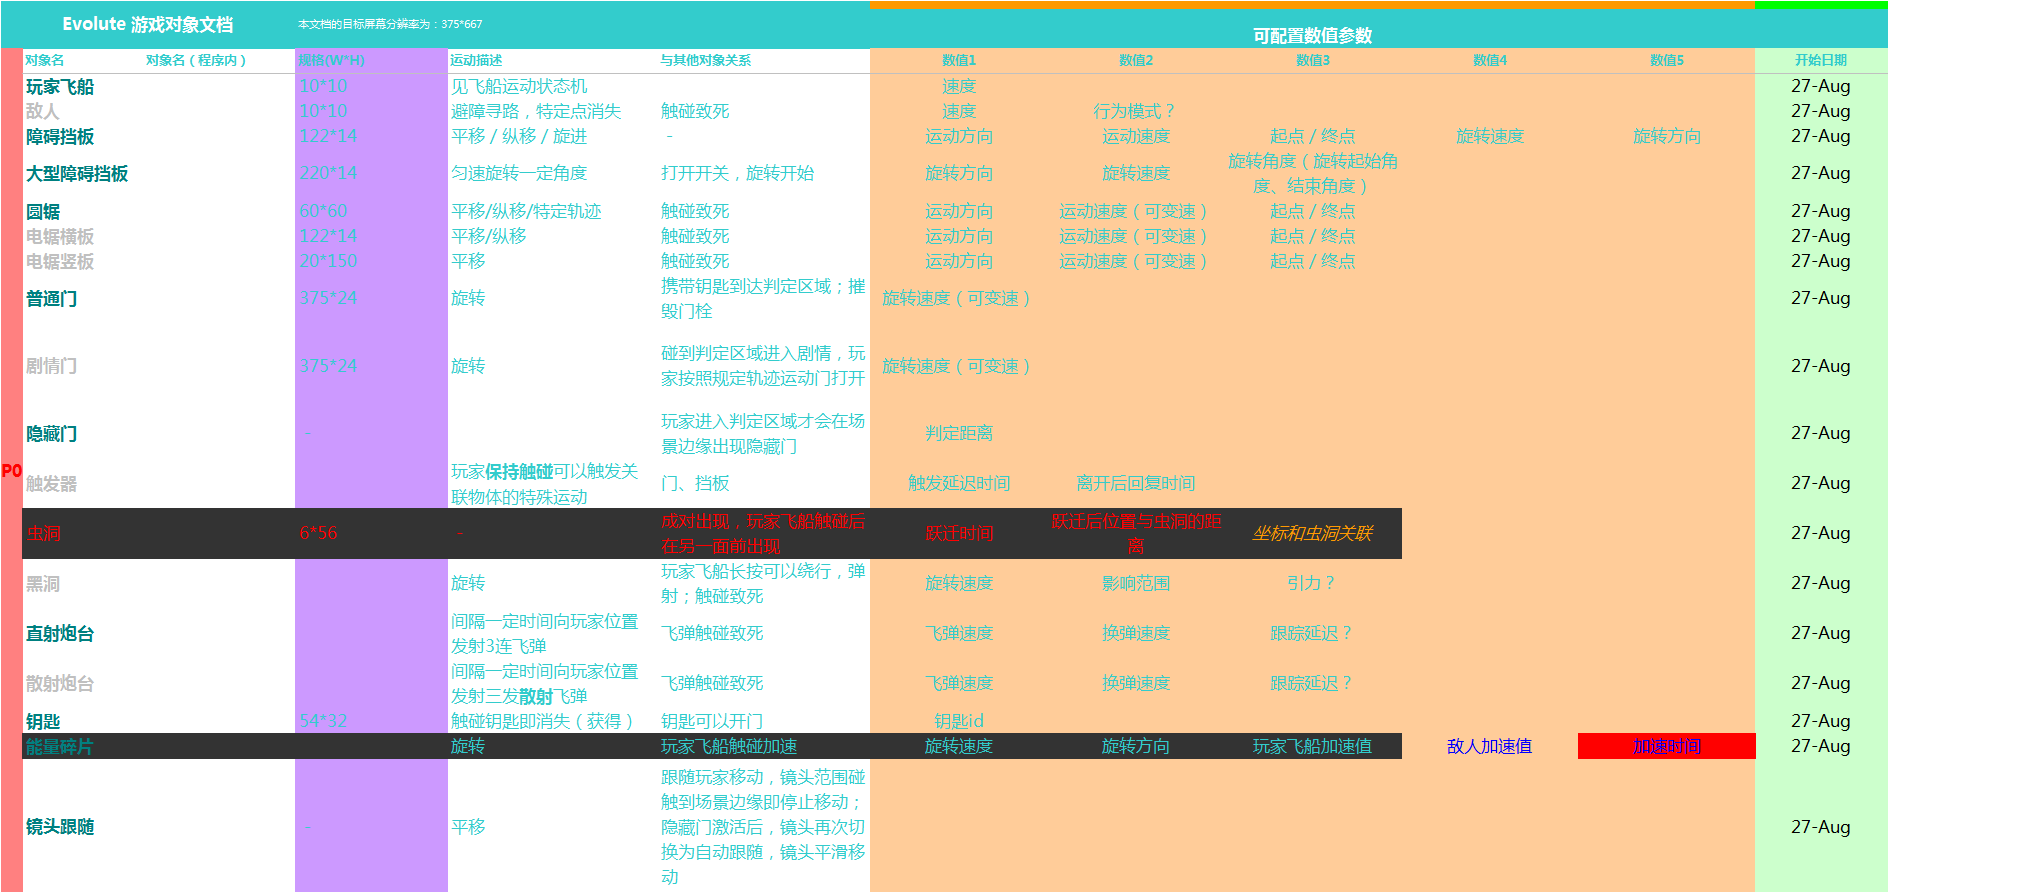 Evolute 游戏对象文档 本文档的目标屏幕分辨率为：375*667
可配置数值参数
对象名 对象名（程序内） 规格(W*H) 运动描述 与其他对象关系 数值1 数值2 数值3 数值4 数值5 开始日期
P0
玩家飞船 10*10 见飞船运动状态机 速度 27-Aug
敌人 10*10 避障寻路，特定点消失 触碰致死 速度 行为模式？ 27-Aug
障碍挡板 122*14 平移 / 纵移 / 旋进 - 运动方向 运动速度 起点 / 终点 旋转速度 旋转方向 27-Aug
大型障碍挡板 220*14 匀速旋转一定角度 打开开关，旋转开始 旋转方向 旋转速度 旋转角度（旋转起始角
度、结束角度） 27-Aug
圆锯 60*60 平移/纵移/特定轨迹 触碰致死 运动方向 运动速度（可变速） 起点 / 终点 27-Aug
电锯横板 122*14 平移/纵移 触碰致死 运动方向 运动速度（可变速） 起点 / 终点 27-Aug
电锯竖板 20*150 平移 触碰致死 运动方向 运动速度（可变速） 起点 / 终点 27-Aug
普通门 375*24 旋转 携带钥匙到达判定区域；摧
毁门栓 旋转速度（可变速） 27-Aug
剧情门 375*24 旋转 碰到判定区域进入剧情，玩
家按照规定轨迹运动门打开 旋转速度（可变速） 27-Aug
隐藏门 - 玩家进入判定区域才会在场
景边缘出现隐藏门 判定距离 27-Aug
触发器 玩家保持触碰可以触发关
联物体的特殊运动 门、挡板 触发延迟时间 离开后回复时间 27-Aug
虫洞 6*56 - 成对出现，玩家飞船触碰后
在另一面前出现 跃迁时间 跃迁后位置与虫洞的距
离 坐标和虫洞关联 27-Aug
黑洞 旋转 玩家飞船长按可以绕行，弹
射；触碰致死 旋转速度 影响范围 引力？ 27-Aug
直射炮台 间隔一定时间向玩家位置
发射3连飞弹 飞弹触碰致死 飞弹速度 换弹速度 跟踪延迟？ 27-Aug
散射炮台 间隔一定时间向玩家位置
发射三发散射飞弹 飞弹触碰致死 飞弹速度 换弹速度 跟踪延迟？ 27-Aug
钥匙 54*32 触碰钥匙即消失（获得） 钥匙可以开门 钥匙id 27-Aug
能量碎片 旋转 玩家飞船触碰加速 旋转速度 旋转方向 玩家飞船加速值 敌人加速值 加速时间 27-Aug
镜头跟随 - 平移 跟随玩家移动，镜头范围碰
触到场景边缘即停止移动；
隐藏门激活后，镜头再次切
换为自动跟随，镜头平滑移
动 27-Aug